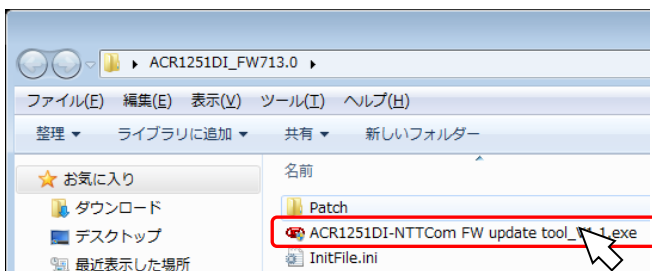 ACR1251DI_FW713.0
ファイル(F) 編集(E) 表示(V) ツール(T) ヘルプ(H)
整理 ライブラリに追加 共有 新しいフォルダー
お気に入り
ダウンロード
デスクトップ
最近表示した場所
名前
Patch
ACR1251DI-NTTCom FW update tool_V1.1.exe
InitFile.ini